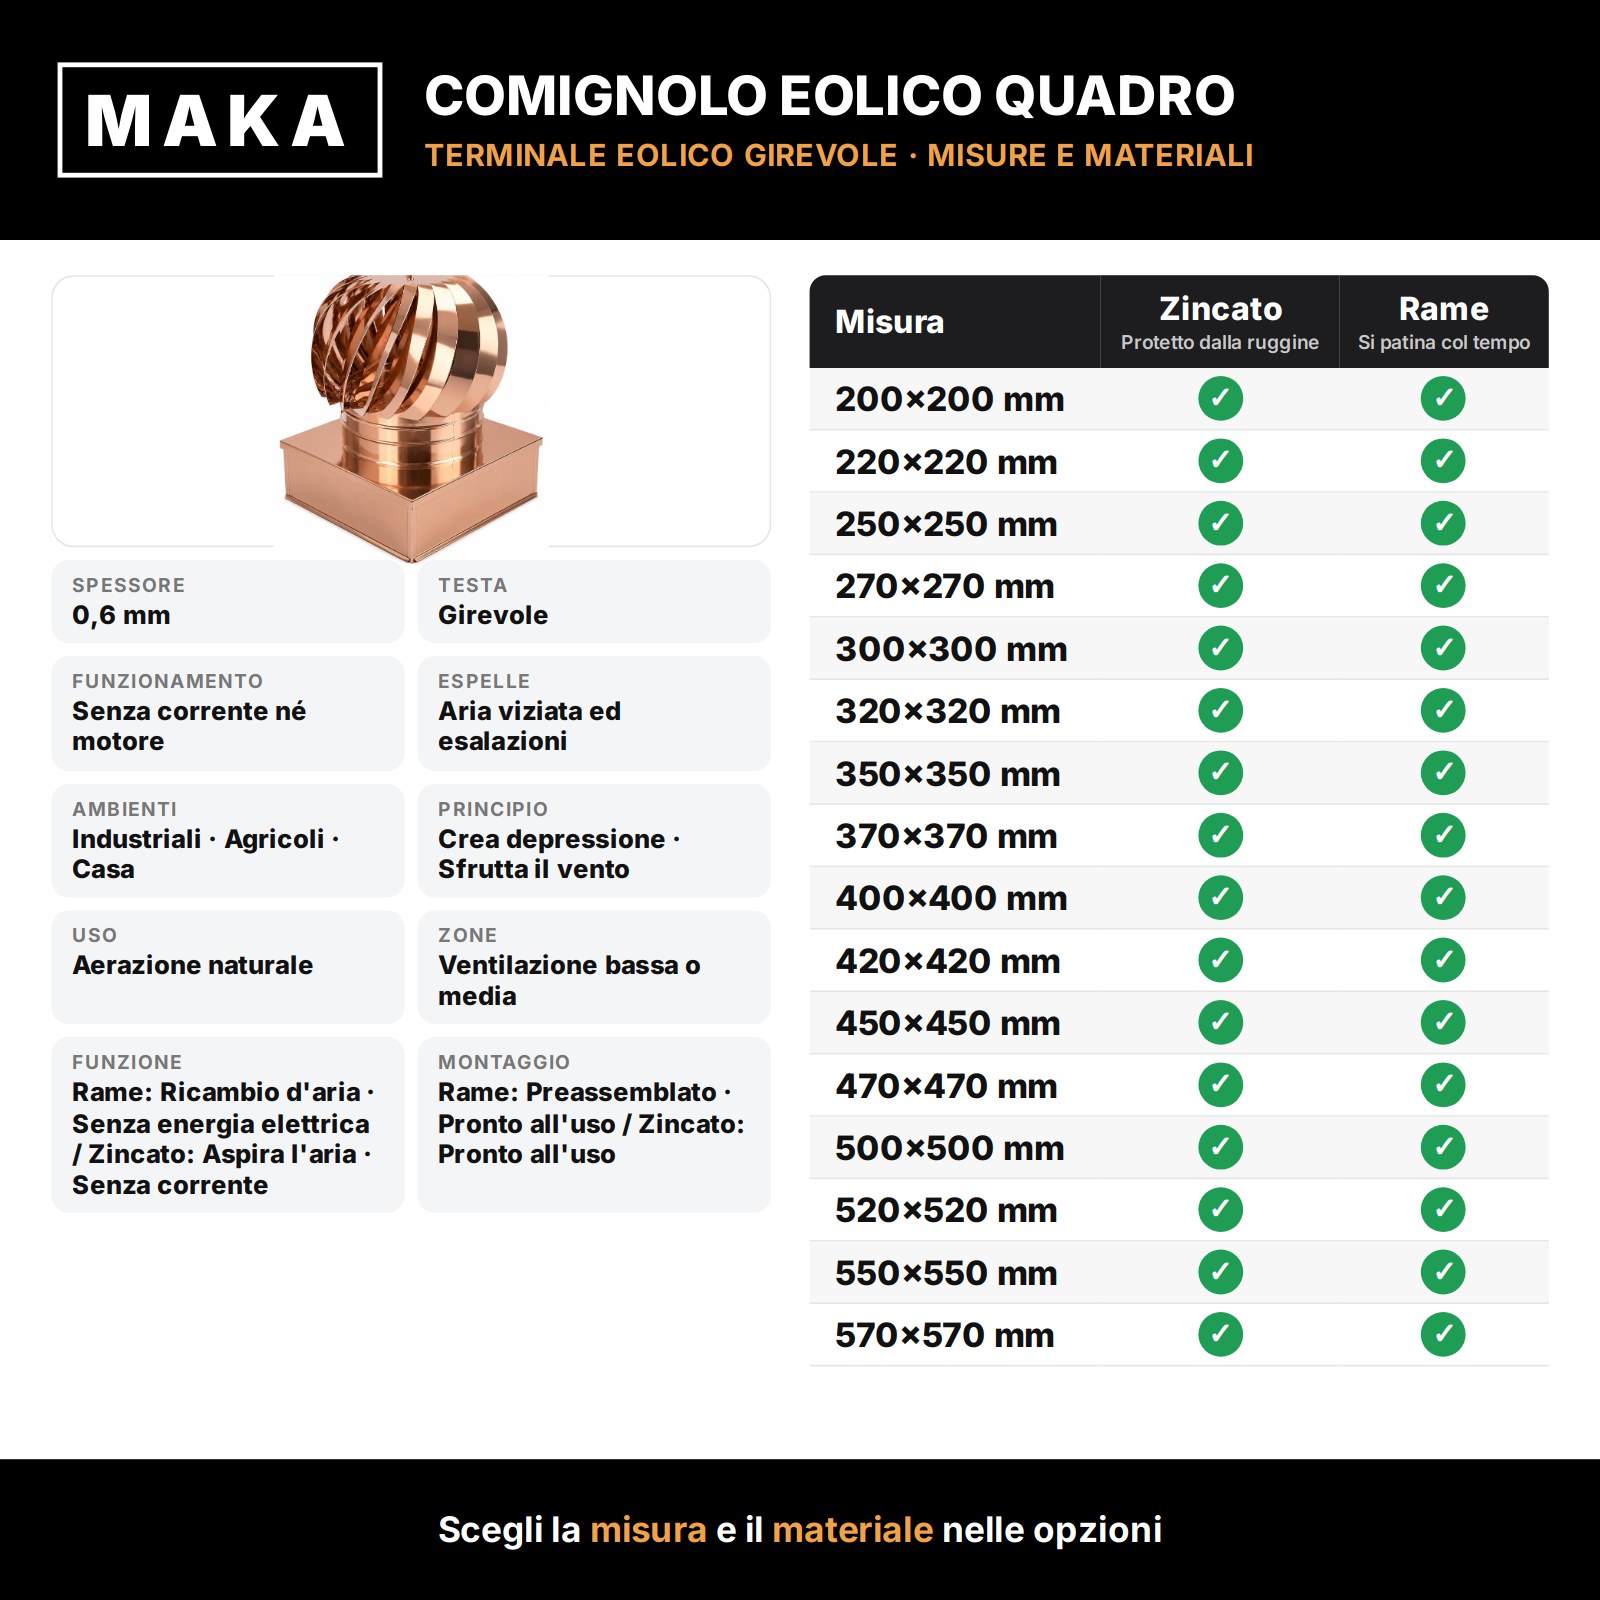 MAKA
COMIGNOLO EOLICO QUADRO
TERMINALE EOLICO GIREVOLE · MISURE E MATERIALI
SPESSORE
0,6 mm
TESTA
Girevole
FUNZIONAMENTO
Senza corrente né
motore
ESPELLE
Aria viziata ed
esalazioni
AMBIENTI
Industriali · Agricoli ·
Casa
PRINCIPIO
Crea depressione ·
Sfrutta il vento
USO
Aerazione naturale
ZONE
Ventilazione bassa o
media
FUNZIONE
Rame: Ricambio d'aria ·
Senza energia elettrica
/ Zincato: Aspira l'aria ·
Senza corrente
MONTAGGIO
Rame: Preassemblato ·
Pronto all'uso / Zincato:
Pronto all'uso
Misura Zincato Rame
Protetto dalla ruggine Si patina col tempo
200×200 mm ✓ ✓
220×220 mm ✓ ✓
250×250 mm ✓ ✓
270×270 mm ✓ ✓
300×300 mm ✓ ✓
320×320 mm ✓ ✓
350×350 mm ✓ ✓
370×370 mm ✓ ✓
400×400 mm ✓ ✓
420×420 mm ✓ ✓
450×450 mm ✓ ✓
470×470 mm ✓ ✓
500×500 mm ✓ ✓
520×520 mm ✓ ✓
550×550 mm ✓ ✓
570×570 mm ✓ ✓
Scegli la misura e il materiale nelle opzioni